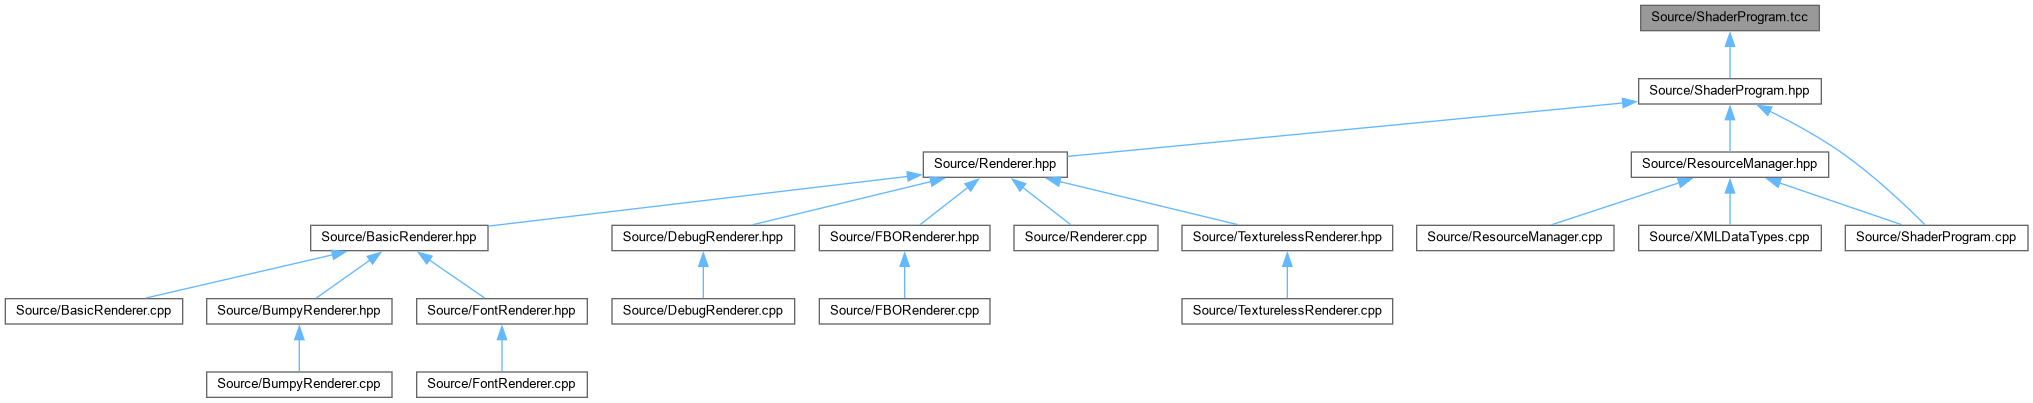 Source/ShaderProgram.tcc
Source/ShaderProgram.hpp
Source/Renderer.hpp
Source/ResourceManager.hpp
Source/BasicRenderer.hpp
Source/DebugRenderer.hpp
Source/FBORenderer.hpp
Source/Renderer.cpp
Source/TexturelessRenderer.hpp
Source/ResourceManager.cpp
Source/XMLDataTypes.cpp
Source/ShaderProgram.cpp
Source/BasicRenderer.cpp
Source/BumpyRenderer.hpp
Source/FontRenderer.hpp
Source/DebugRenderer.cpp
Source/FBORenderer.cpp
Source/TexturelessRenderer.cpp
Source/BumpyRenderer.cpp
Source/FontRenderer.cpp